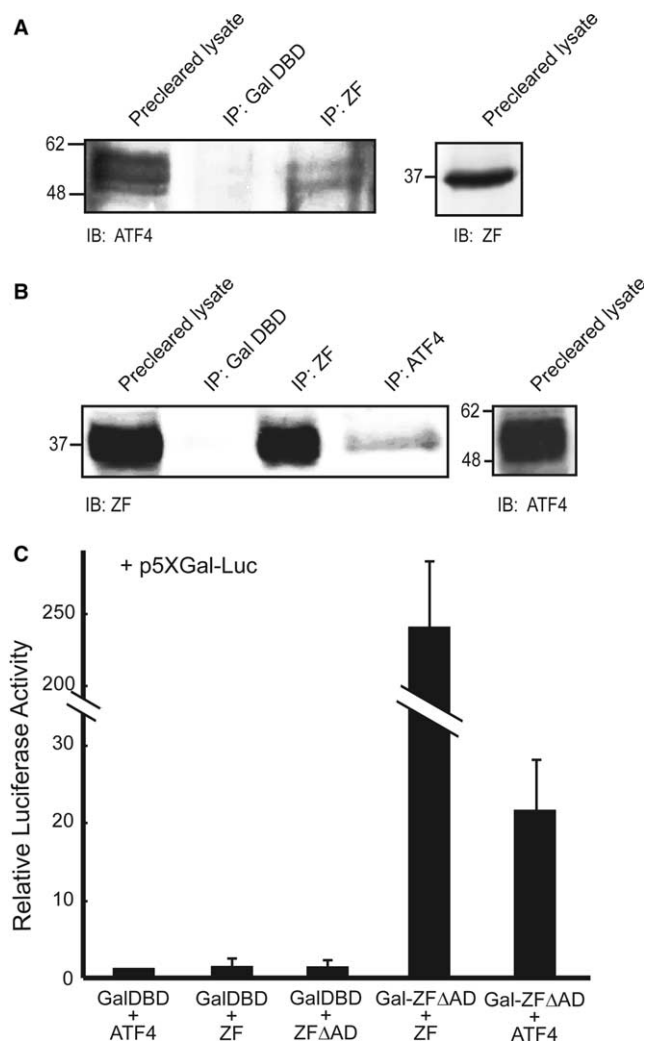 A
Precleared lysate
IP: Gal DBD
IP: ZF
Precleared lysate
62
48
37
IB: ATF4
IB: ZF
B
Precleared lysate
IP: Gal DBD
IP: ZF
IP: ATF4
Precleared lysate
37
62
48
IB: ZF
IB: ATF4
C
+ p5XGal-Luc
Relative Luciferase Activity
250
200
30
20
10
0
GalDBD
+
ATF4
GalDBD
+
ZF
GalDBD
+
ZFΔAD
Gal-ZFΔAD
+
ZF
Gal-ZFΔAD
+
ATF4